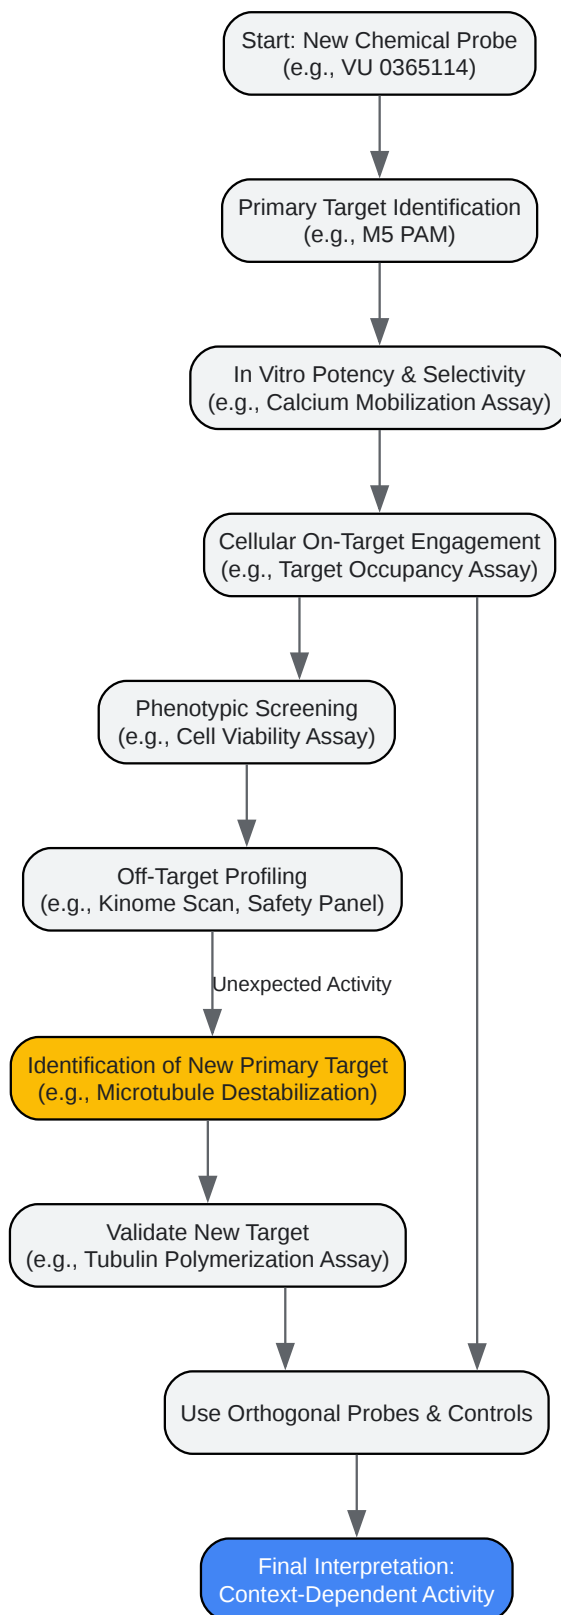 Start: New Chemical Probe
(e.g., VU 0365114)
Primary Target Identification
(e.g., M5 PAM)
In Vitro Potency & Selectivity
(e.g., Calcium Mobilization Assay)
Cellular On-Target Engagement
(e.g., Target Occupancy Assay)
Phenotypic Screening
(e.g., Cell Viability Assay)
Off-Target Profiling
(e.g., Kinome Scan, Safety Panel)
Unexpected Activity
Identification of New Primary Target
(e.g., Microtubule Destabilization)
Validate New Target
(e.g., Tubulin Polymerization Assay)
Use Orthogonal Probes & Controls
Final Interpretation:
Context-Dependent Activity